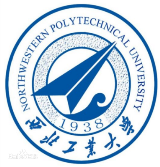 NORTHWESTERN POLYTECHNICAL UNIVERSITY
1938
西北工业大学